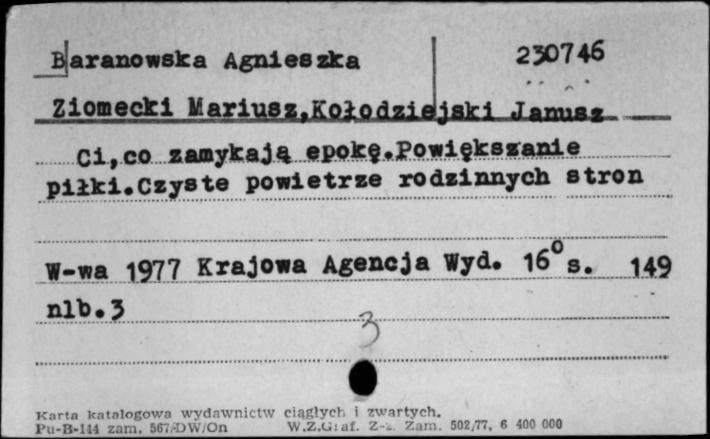 Baranowska Agnieszka 230746
Ziomecki Mariusz,Kołodziejski Janusz
Ci,co zamykają epokę.Powiększanie
piłki.Czyste powietrze rodzinnych stron
W-wa 1977 Krajowa Agencja Wyd. 16° s. 149
nlb.3
3
Karta katalogowa wydawnictw ciągłych i zwartych.
Pu-B-144 zam. 567/DW/On W.Z.Graf. Z-2. Zam. 502/77, 6 400 000